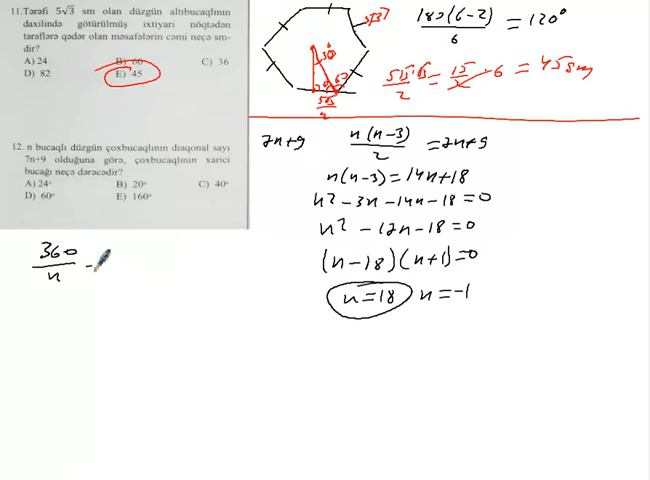 11.Tərəfi 5√3 sm olan düzgün altıbucaqlının
daxilində götürülmüş ixtiyari nöqtədən
tərəflərə qədər olan məsafələrin cəmi neçə sm-
dir?
A) 24 B) 60 C) 36
D) 82 E) 45
12. n bucaqlı düzgün çoxbucaqlının diaqonal sayı
7n+9 olduğuna görə, çoxbucaqlının xarici
bucağı neçə dərəcədir?
A) 24° B) 20° C) 40°
D) 60° E) 160°
180(6-2)/6 = 120°
5√3
30°
5√3/2
5√3·√3/2 = 15/2 · 6 = 45 sm
7n+9 n(n-3)/2 = 7n+9
n(n-3)=14n+18
n²-3n-14n-18=0
n²-17n-18=0
(n-18)(n+1)=0
n=18 n=-1
360/n -